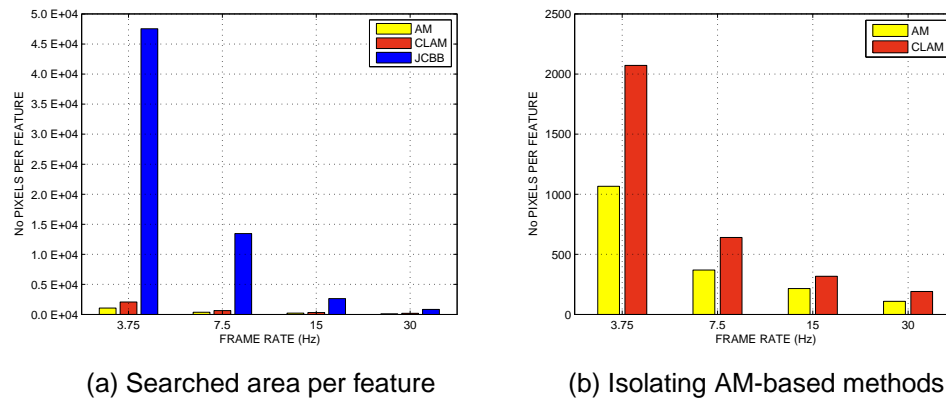 5.0 E+04
4.5 E+04
4.0 E+04
3.5 E+04
3.0 E+04
2.5 E+04
2.0 E+04
1.5 E+04
1.0 E+04
0.5 E+04
0.0 E+04
No PIXELS PER FEATURE
3.75 7.5 15 30
FRAME RATE (Hz)
AM
CLAM
JCBB
(a) Searched area per feature
2500
2000
1500
1000
500
0
No PIXELS PER FEATURE
3.75 7.5 15 30
FRAME RATE (Hz)
AM
CLAM
(b) Isolating AM-based methods